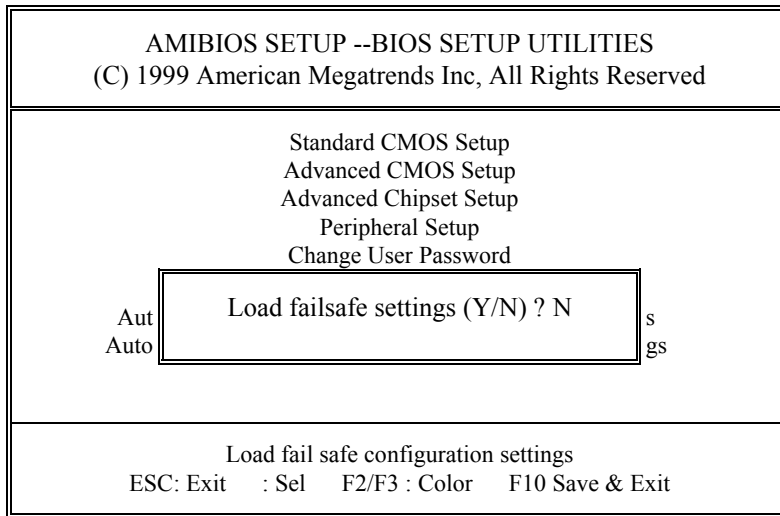 AMIBIOS SETUP --BIOS SETUP UTILITIES
(C) 1999 American Megatrends Inc, All Rights Reserved
Standard CMOS Setup
Advanced CMOS Setup
Advanced Chipset Setup
Peripheral Setup
Change User Password
Load failsafe settings (Y/N) ? N
Aut s
Auto gs
Load fail safe configuration settings
ESC: Exit : Sel F2/F3 : Color F10 Save & Exit